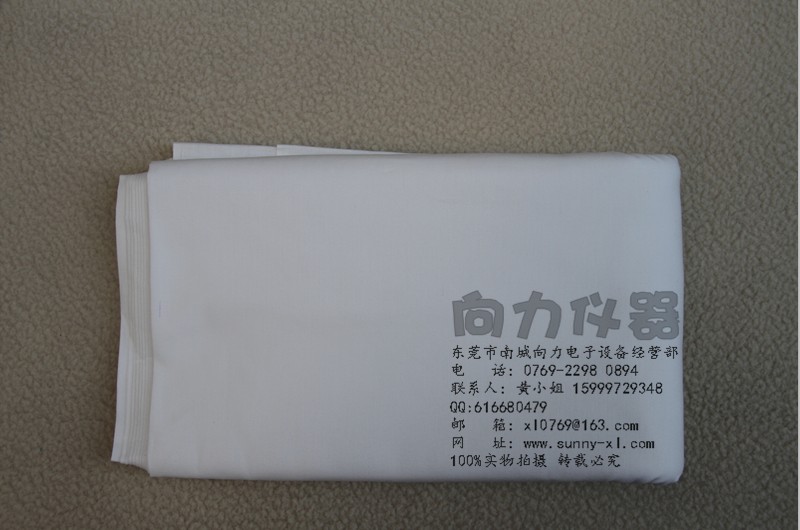 向力仪器
东莞市南城向力电子设备经营部
电 话: 0769-2298 0894
联系人: 黄小姐 15999729348
QQ:616680479
邮 箱: xl0769@163.com
网 址: www.sunny-xl.com
100%实物拍摄 转载必究